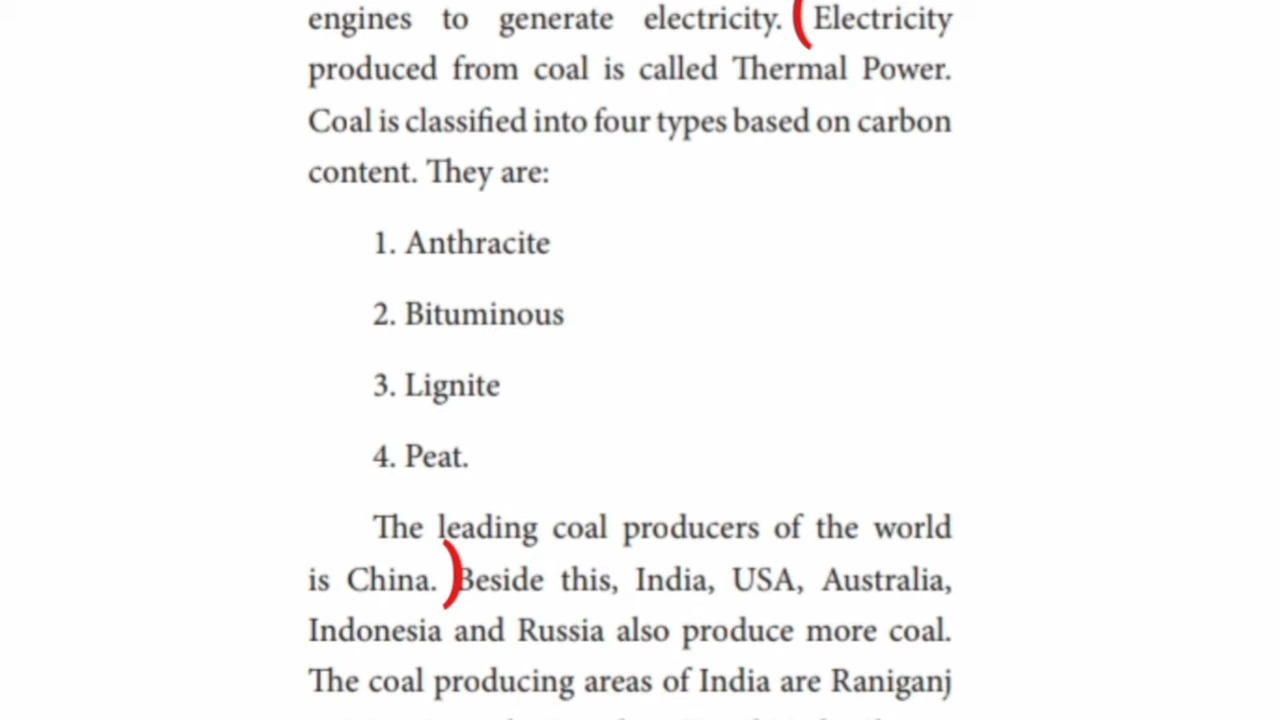 engines to generate electricity. (Electricity
produced from coal is called Thermal Power.
Coal is classified into four types based on carbon
content. They are:
1. Anthracite
2. Bituminous
3. Lignite
4. Peat.
The leading coal producers of the world
is China. )Beside this, India, USA, Australia,
Indonesia and Russia also produce more coal.
The coal producing areas of India are Raniganj